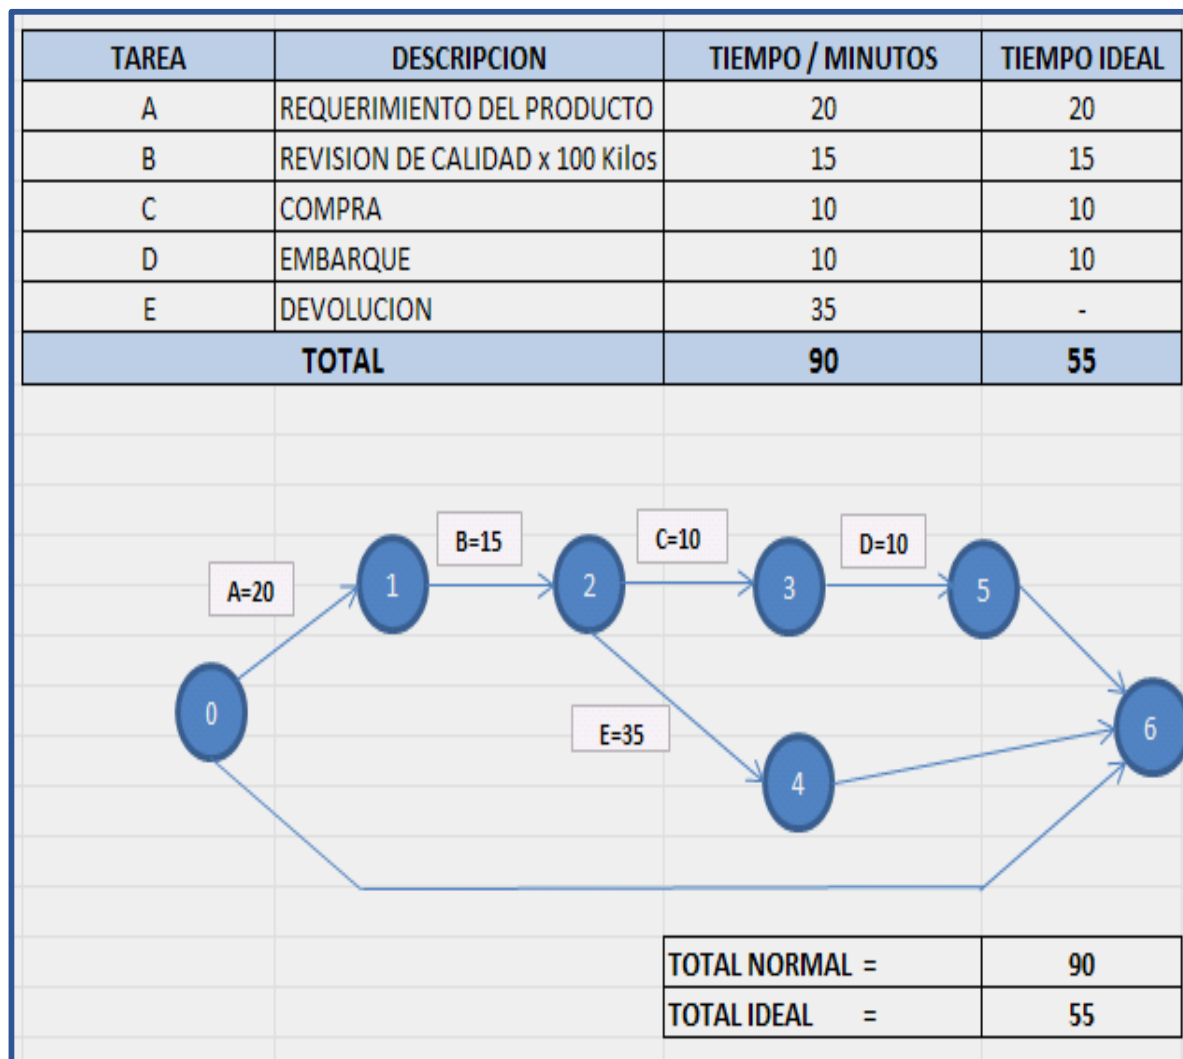 TAREA DESCRIPCION TIEMPO / MINUTOS TIEMPO IDEAL
A REQUERIMIENTO DEL PRODUCTO 20 20
B REVISION DE CALIDAD x 100 Kilos 15 15
C COMPRA 10 10
D EMBARQUE 10 10
E DEVOLUCION 35 -
TOTAL 90 55
B=15 C=10 D=10
A=20
1 2 3 5
0
E=35
6
4
TOTAL NORMAL = 90
TOTAL IDEAL = 55